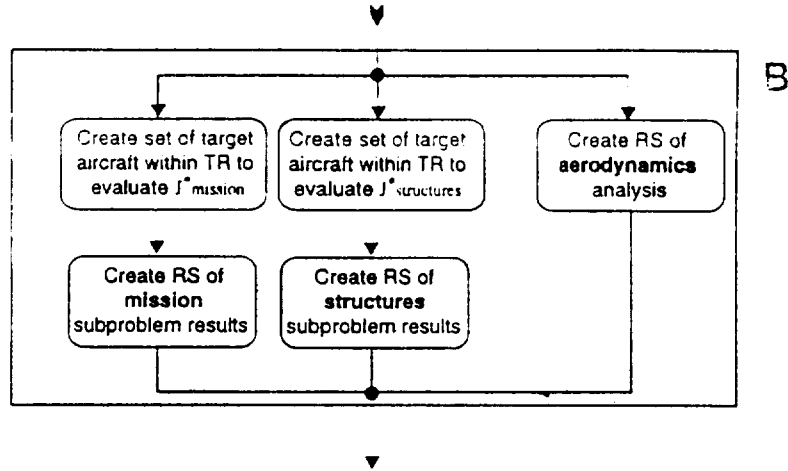 B
Create set of target
aircraft within TR to
evaluate J*mission
Create set of target
aircraft within TR to
evaluate J*structures
Create RS of
aerodynamics
analysis
Create RS of
mission
subproblem results
Create RS of
structures
subproblem results